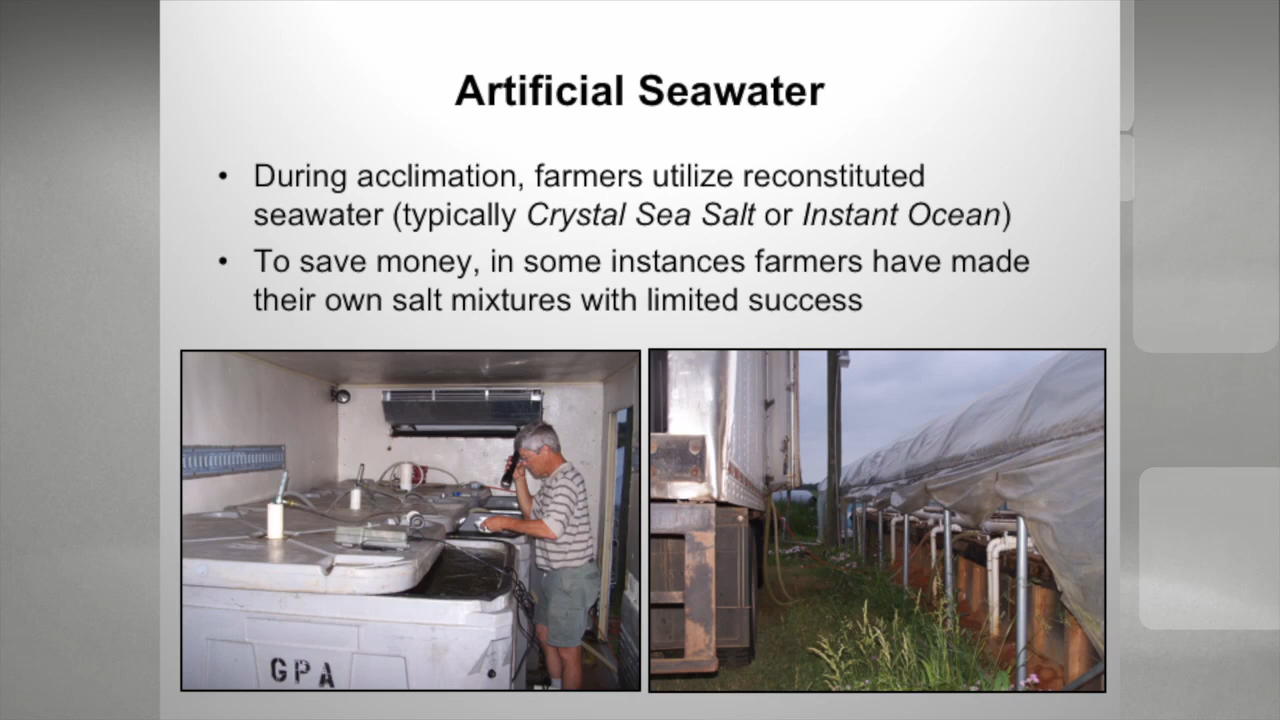 Artificial Seawater
• During acclimation, farmers utilize reconstituted
seawater (typically Crystal Sea Salt or Instant Ocean)
• To save money, in some instances farmers have made
their own salt mixtures with limited success
GPA